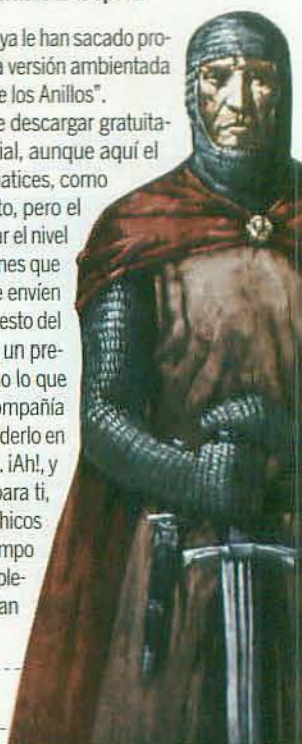 ya le han sacado pro-
a versión ambientada
e los Anillos".
e descargar gratuita-
ial, aunque aquí el
atices, como
to, pero el
ar el nivel
nes que
e envíen
esto del
un pre-
o lo que
ompañía
derlo en
. ¡Ah!, y
para ti,
hicos
mpo
ple-
an